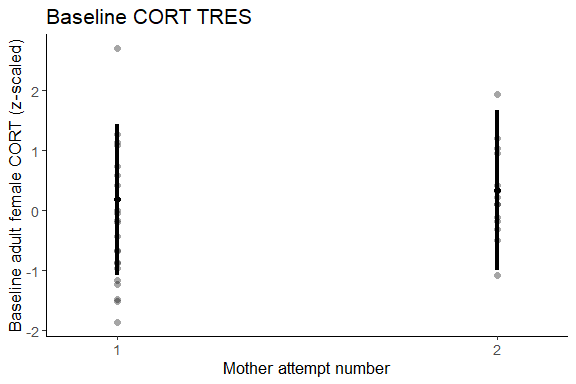 Baseline CORT TRES
Baseline adult female CORT (z-scaled)
2
1
0
-1
-2
1
2
Mother attempt number